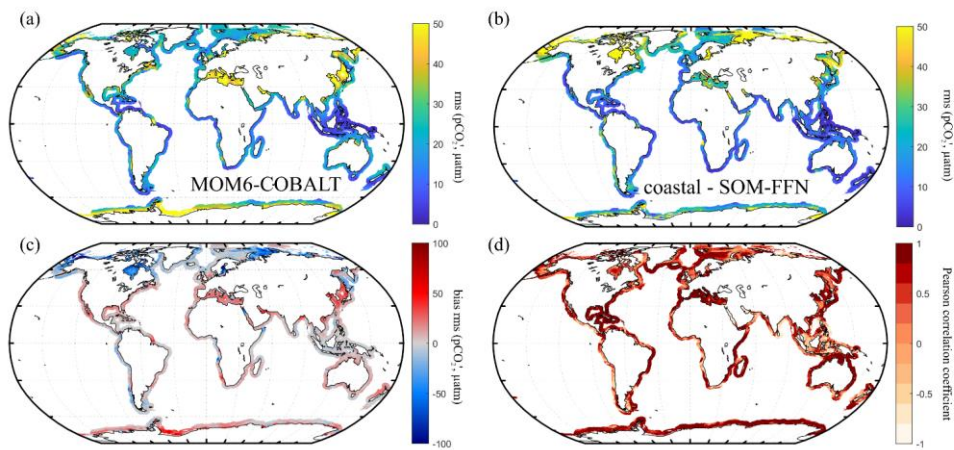 (a)
MOM6-COBALT
50
40
30
20
10
0
rms (pCO₂', μatm)
(b)
coastal - SOM-FFN
50
40
30
20
10
0
rms (pCO₂', μatm)
(c)
100
50
0
-50
-100
bias rms (pCO₂', μatm)
(d)
1
0.5
0
-0.5
-1
Pearson correlation coefficient